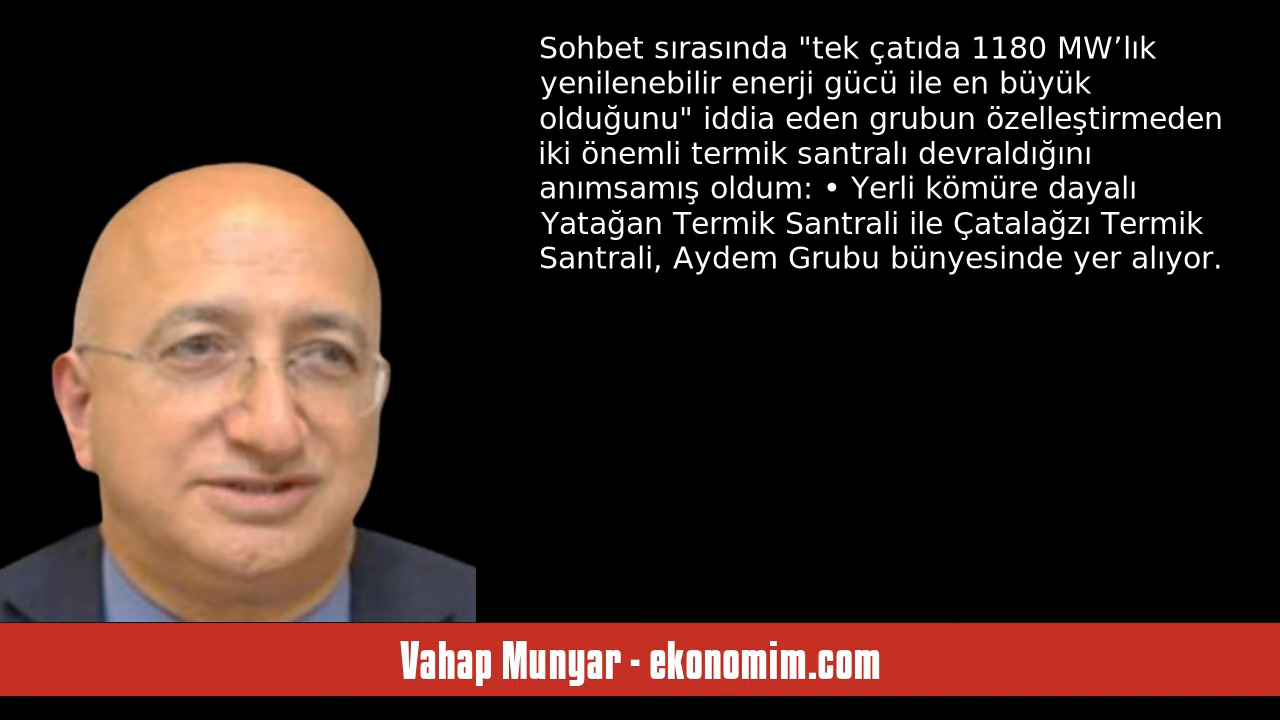 Sohbet sırasında "tek çatıda 1180 MW’lık
yenilenebilir enerji gücü ile en büyük
olduğunu" iddia eden grubun özelleştirmeden
iki önemli termik santralı devraldığını
anımsamış oldum: • Yerli kömüre dayalı
Yatağan Termik Santrali ile Çatalağzı Termik
Santrali, Aydem Grubu bünyesinde yer alıyor.
Vahap Munyar - ekonomim.com